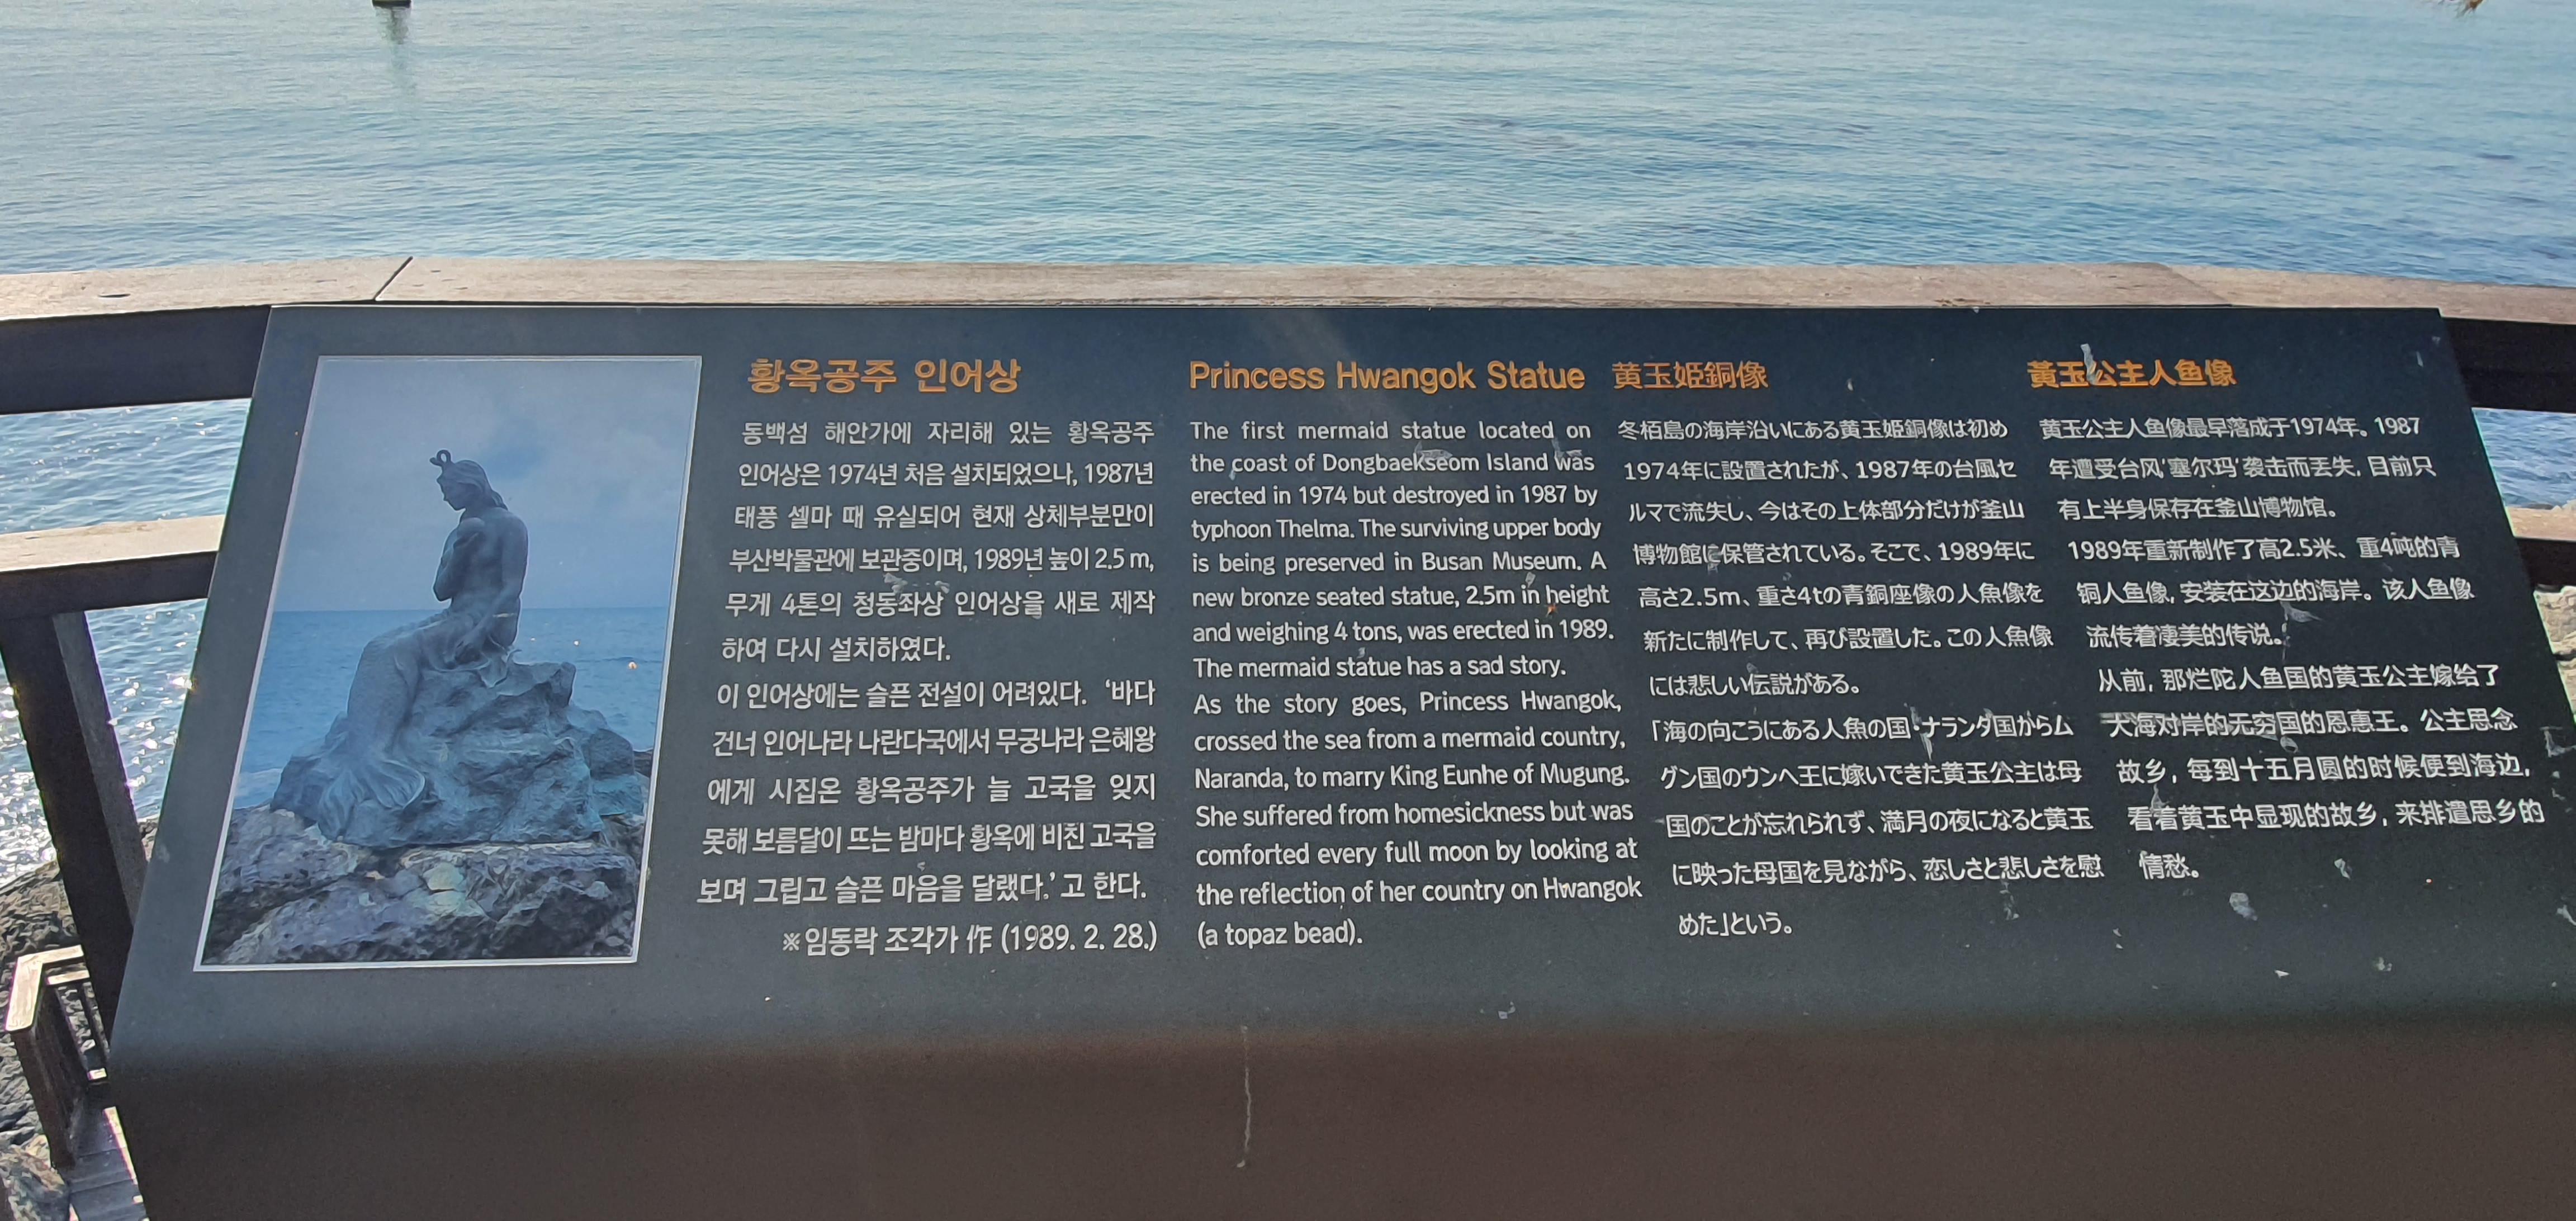 황옥공주 인어상
동백섬 해안가에 자리해 있는 황옥공주
인어상은 1974년 처음 설치되었으나, 1987년
태풍 셀마 때 유실되어 현재 상체부분만이
부산박물관에 보관중이며, 1989년 높이 2.5 m,
무게 4톤의 청동좌상 인어상을 새로 제작
하여 다시 설치하였다.
이 인어상에는 슬픈 전설이 어려있다. ‘바다
건너 인어나라 나란다국에서 무궁나라 은혜왕
에게 시집온 황옥공주가 늘 고국을 잊지
못해 보름달이 뜨는 밤마다 황옥에 비친 고국을
보며 그립고 슬픈 마음을 달랬다.’고 한다.
※임동락 조각가 作 (1989. 2. 28.)
Princess Hwangok Statue
The first mermaid statue located on
the coast of Dongbaekseom Island was
erected in 1974 but destroyed in 1987 by
typhoon Thelma. The surviving upper body
is being preserved in Busan Museum. A
new bronze seated statue, 2.5m in height
and weighing 4 tons, was erected in 1989.
The mermaid statue has a sad story.
As the story goes, Princess Hwangok,
crossed the sea from a mermaid country,
Naranda, to marry King Eunhe of Mugung.
She suffered from homesickness but was
comforted every full moon by looking at
the reflection of her country on Hwangok
(a topaz bead).
黄玉姫銅像
冬栢島の海岸沿いにある黄玉姫銅像は初め
1974年に設置されたが、1987年の台風セ
ルマで流失し、今はその上体部分だけが釜山
博物館に保管されている。そこで、1989年に
高さ2.5m、重さ4tの青銅座像の人魚像を
新たに制作して、再び設置した。この人魚像
には悲しい伝説がある。
「海の向こうにある人魚の国・ナランダ国からム
グン国のウンヘ王に嫁いできた黄玉公主は母
国のことが忘れられず、満月の夜になると黄玉
に映った母国を見ながら、恋しさと悲しさを慰
めた」という。
黃玉公主人鱼像
黄玉公主人鱼像最早落成于1974年。1987
年遭受台风‘塞尔玛’袭击而丢失, 目前只
有上半身保存在釜山博物馆。
1989年重新制作了高2.5米、重4吨的青
铜人鱼像, 安装在这边的海岸。该人鱼像
流传着凄美的传说。
从前, 那烂陀人鱼国的黄玉公主嫁给了
大海对岸的无穷国的恩惠王。公主思念
故乡, 每到十五月圆的时候便到海边,
看着黄玉中显现的故乡, 来排遣思乡的
情愁。